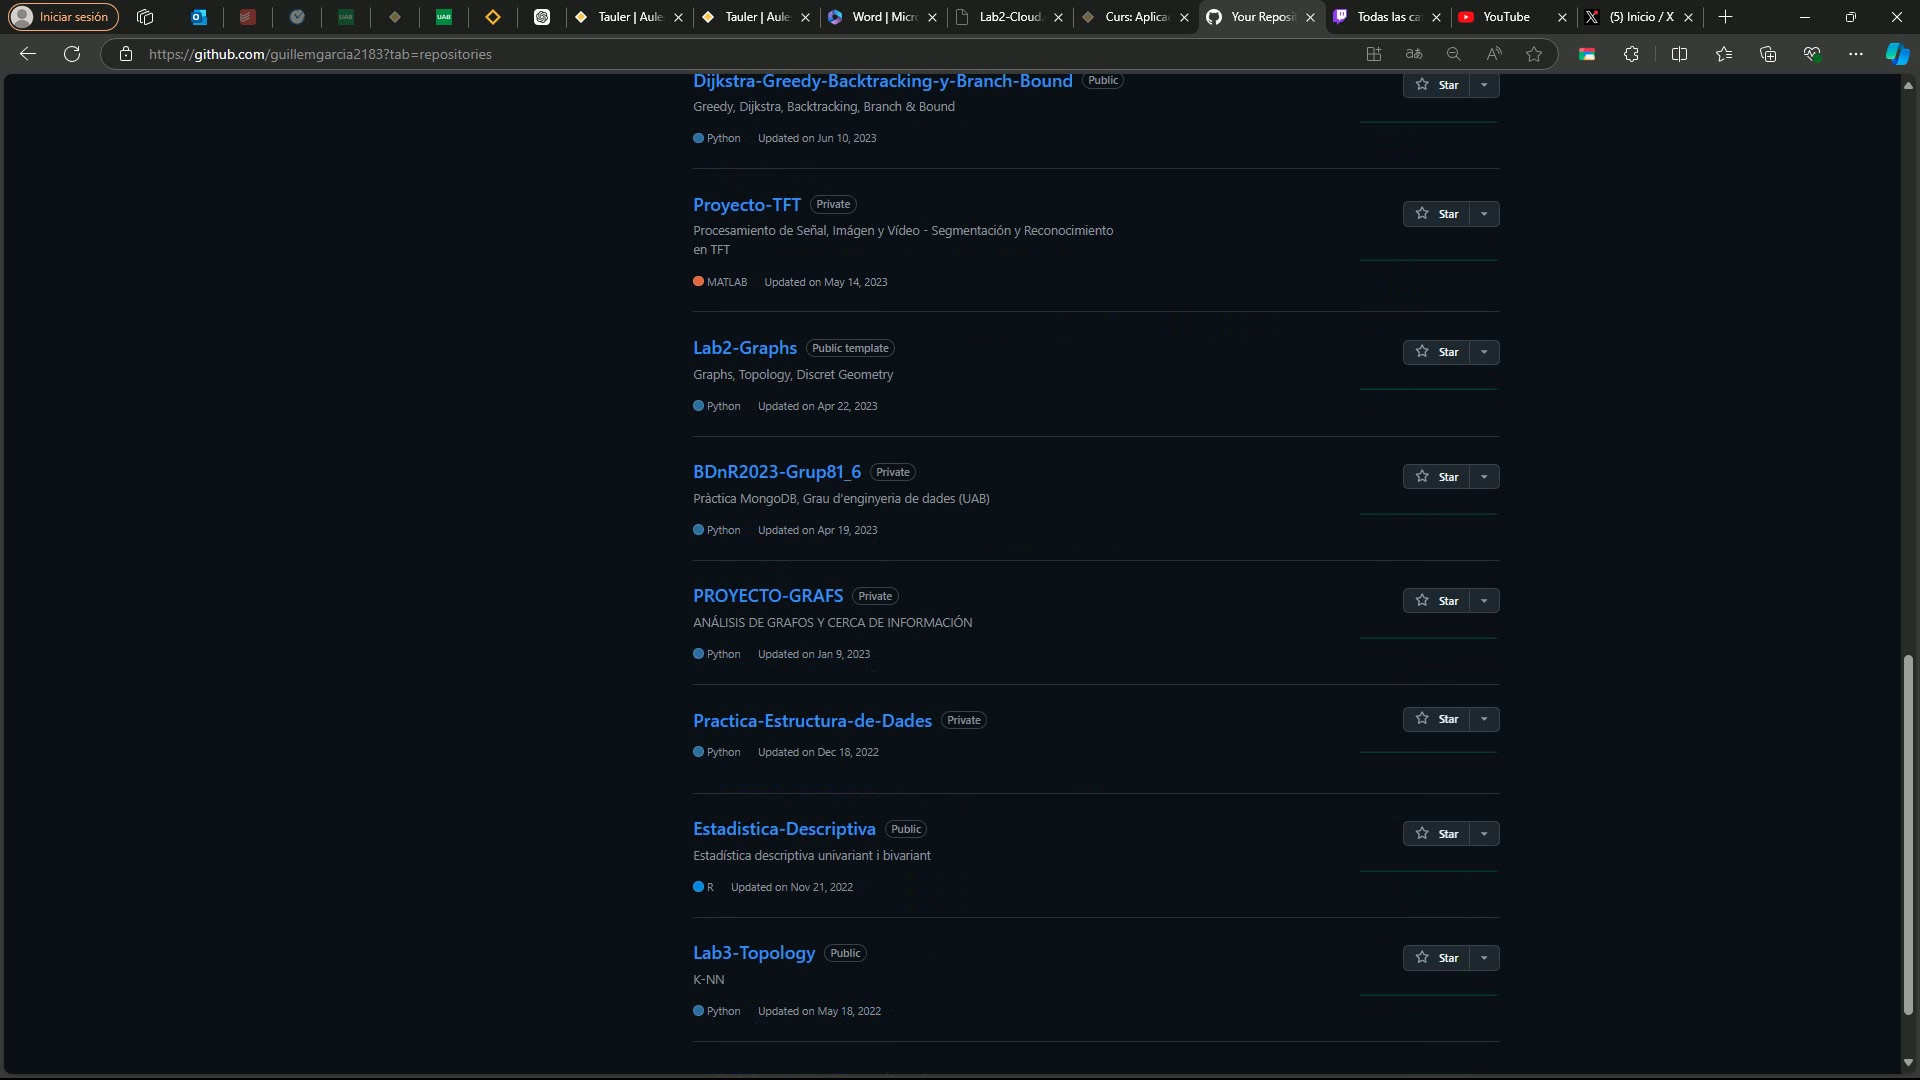 Iniciar sesión
UAB
UAB
Tauler | Aule
Tauler | Aule
Word | Micr
Lab2-Cloud.
Curs: Aplica
Your Reposit
Todas las ca
YouTube
(5) Inicio / X
https://github.com/guillemgarcia2183?tab=repositories
Dijkstra-Greedy-Backtracking-y-Branch-Bound Public
Star
Greedy, Dijkstra, Backtracking, Branch & Bound
Python Updated on Jun 10, 2023
Proyecto-TFT Private
Star
Procesamiento de Señal, Imágen y Vídeo - Segmentación y Reconocimiento
en TFT
MATLAB Updated on May 14, 2023
Lab2-Graphs Public template
Star
Graphs, Topology, Discret Geometry
Python Updated on Apr 22, 2023
BDnR2023-Grup81_6 Private
Star
Pràctica MongoDB, Grau d'enginyeria de dades (UAB)
Python Updated on Apr 19, 2023
PROYECTO-GRAFS Private
Star
ANÁLISIS DE GRAFOS Y CERCA DE INFORMACIÓN
Python Updated on Jan 9, 2023
Practica-Estructura-de-Dades Private
Star
Python Updated on Dec 18, 2022
Estadistica-Descriptiva Public
Star
Estadística descriptiva univariant i bivariant
R Updated on Nov 21, 2022
Lab3-Topology Public
Star
K-NN
Python Updated on May 18, 2022